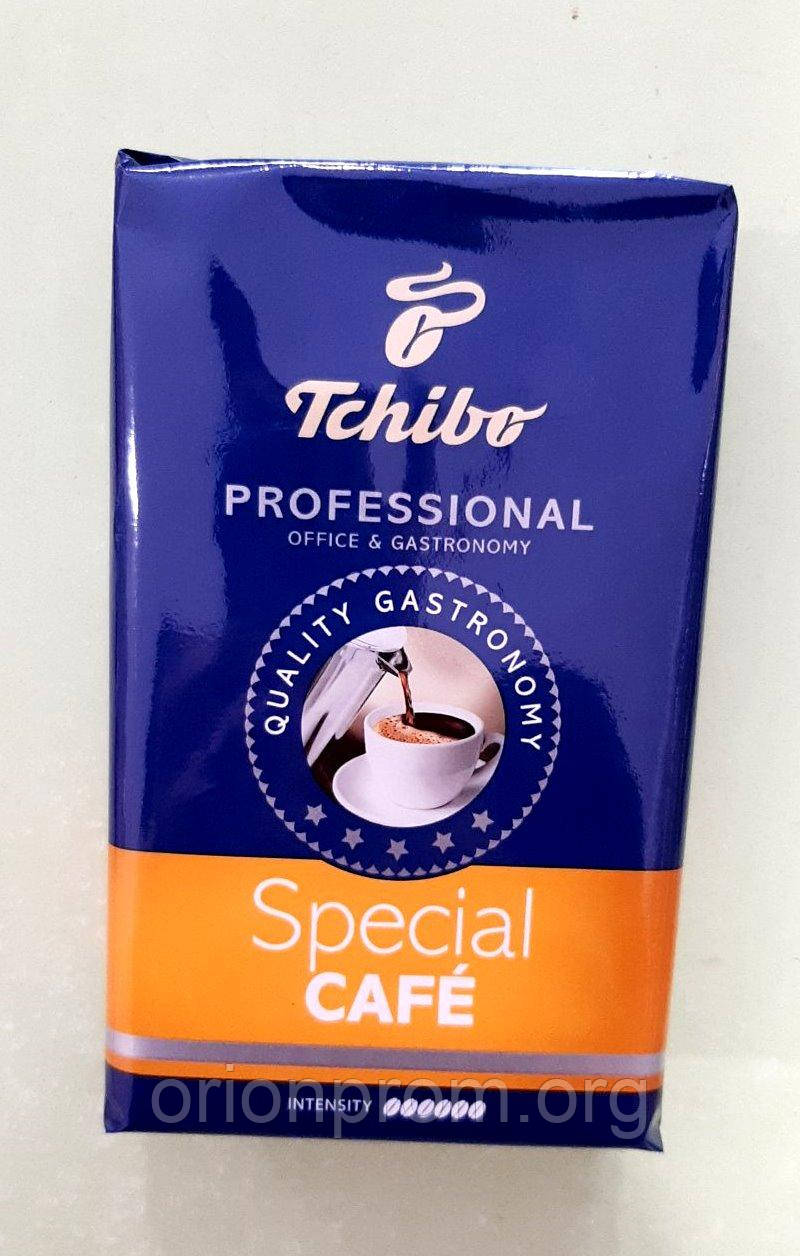 Tchibo
PROFESSIONAL
OFFICE & GASTRONOMY
QUALITY GASTRONOMY
Special
CAFÉ
orionprom.org
INTENSITY